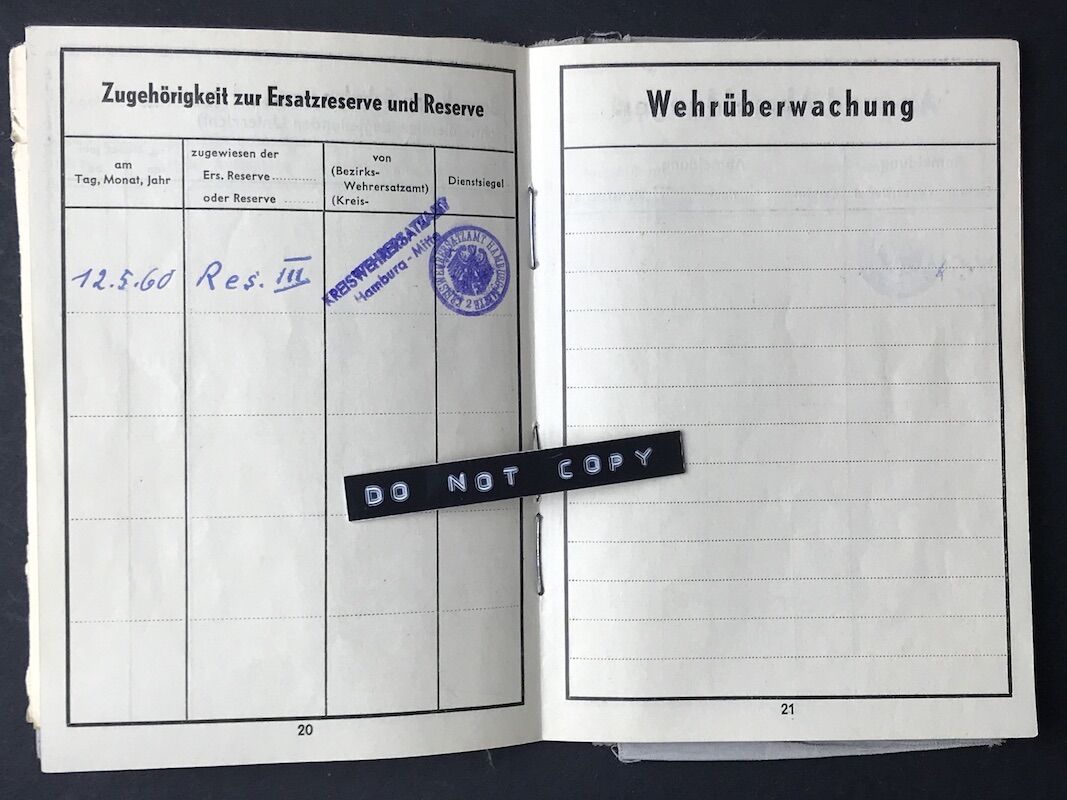 Zugehörigkeit zur Ersatzreserve und Reserve
am
Tag, Monat, Jahr
zugewiesen der
Ers. Reserve..........
oder Reserve ........
von
(Bezirks-
Wehrersatzamt)
(Kreis-
Dienstsiegel
12.5.60
Res. III
KREISWEHRERSATZAMT
Hamburg-Mitte
20
Wehrüberwachung
21
DO NOT COPY